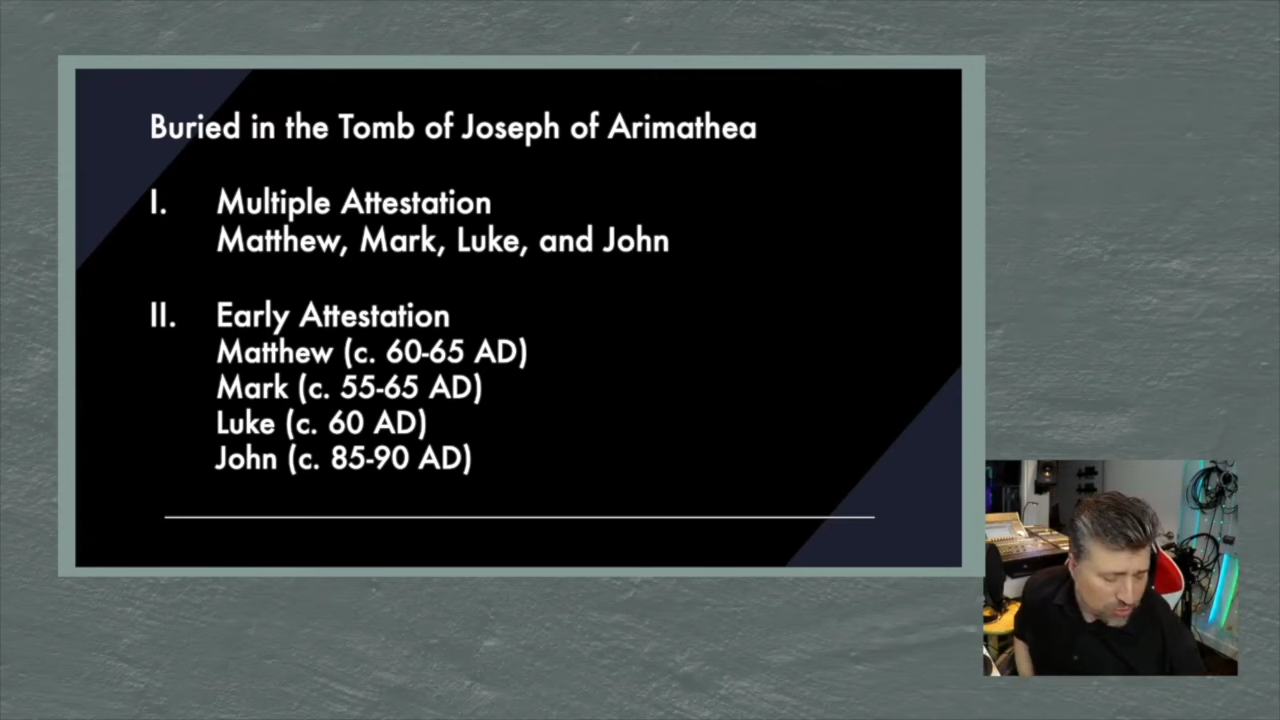 Buried in the Tomb of Joseph of Arimathea
I. Multiple Attestation
Matthew, Mark, Luke, and John
II. Early Attestation
Matthew (c. 60-65 AD)
Mark (c. 55-65 AD)
Luke (c. 60 AD)
John (c. 85-90 AD)